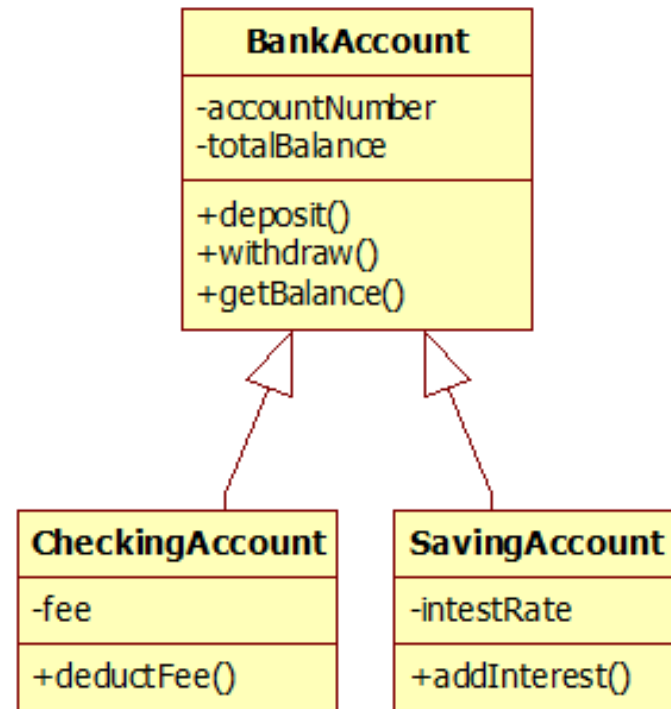 BankAccount
-accountNumber
-totalBalance
+deposit()
+withdraw()
+getBalance()
CheckingAccount
-fee
+deductFee()
SavingAccount
-intestRate
+addInterest()